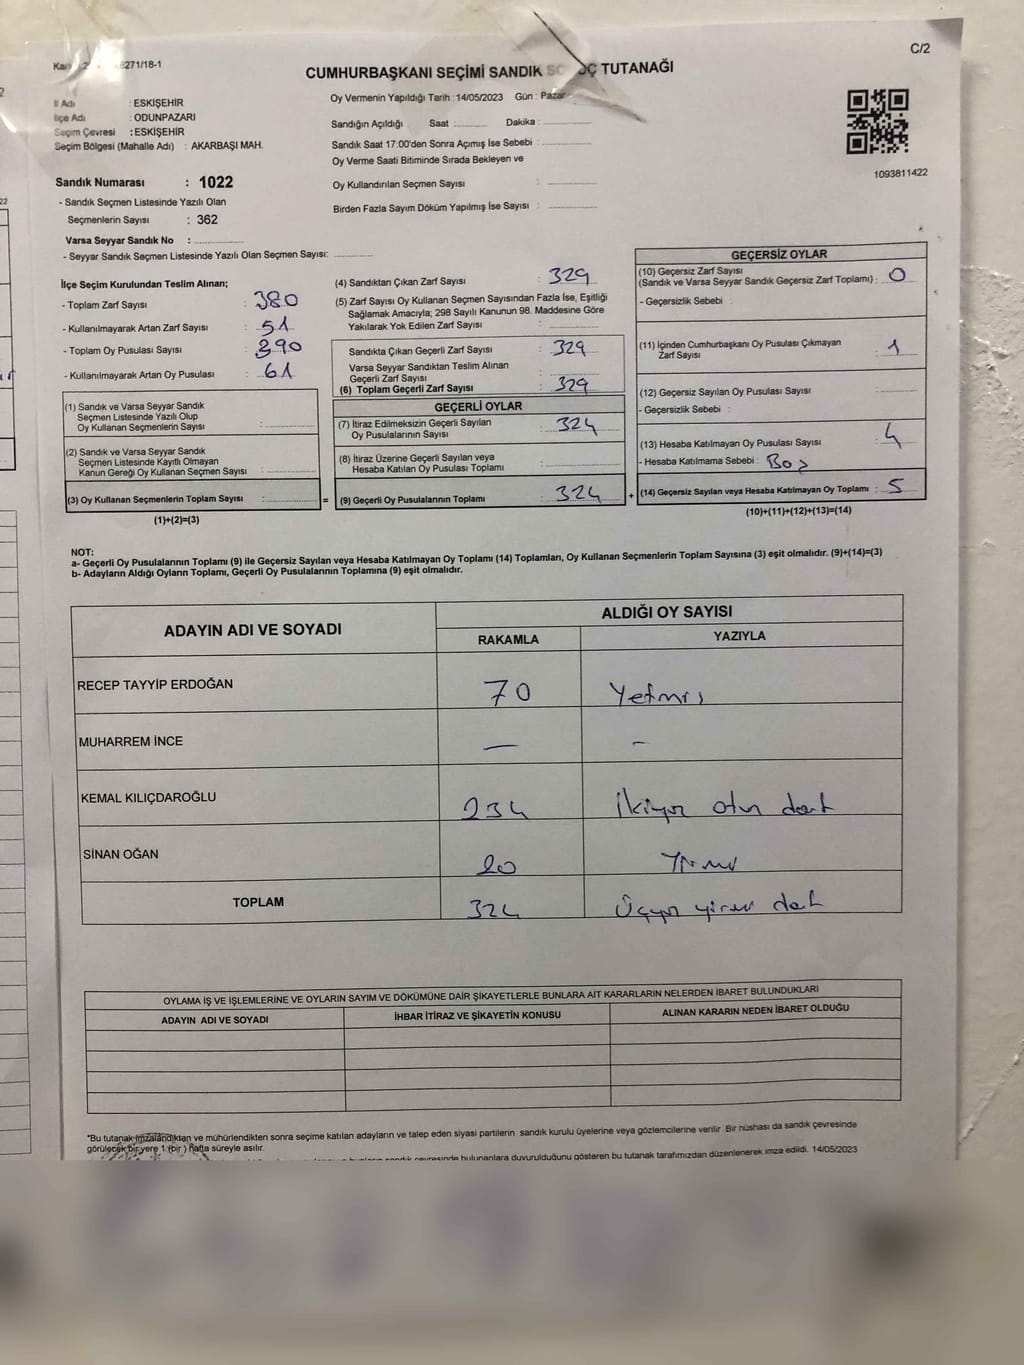 C/2
8271/18-1
CUMHURBAŞKANI SEÇİMİ SANDIK TUTANAĞI
İl Adı : ESKİŞEHİR
İlçe Adı : ODUNPAZARI
Seçim Çevresi : ESKİŞEHİR
Seçim Bölgesi (Mahalle Adı) : AKARBAŞI MAH.
Oy Vermenin Yapıldığı Tarih :14/05/2023 Gün : Pazar
Sandığın Açıldığı Saat :............ Dakika : ................
Sandık Saat 17:00'den Sonra Açımış İse Sebebi : ................
Oy Verme Saati Bitiminde Sırada Bekleyen ve
Oy Kullandırılan Seçmen Sayısı : ................
Birden Fazla Sayım Döküm Yapılmış İse Sayısı : ................
1093811422
Sandık Numarası : 1022
- Sandık Seçmen Listesinde Yazılı Olan
Seçmenlerin Sayısı : 362
Varsa Seyyar Sandık No : ................
- Seyyar Sandık Seçmen Listesinde Yazılı Olan Seçmen Sayısı: ............
İlçe Seçim Kurulundan Teslim Alınan;
- Toplam Zarf Sayısı : 380
- Kullanılmayarak Artan Zarf Sayısı : 51
- Toplam Oy Pusulası Sayısı : 390
- Kullanılmayarak Artan Oy Pusulası : 61
(1) Sandık ve Varsa Seyyar Sandık
Seçmen Listesinde Yazılı Olup
Oy Kullanan Seçmenlerin Sayısı : ................
(2) Sandık ve Varsa Seyyar Sandık
Seçmen Listesinde Kayıtlı Olmayan
Kanun Gereği Oy Kullanan Seçmen Sayısı : ................
(3) Oy Kullanan Seçmenlerin Toplam Sayısı : ................ =
(1)+(2)=(3)
(4) Sandıktan Çıkan Zarf Sayısı : 329
(5) Zarf Sayısı Oy Kullanan Seçmen Sayısından Fazla İse, Eşitliği
Sağlamak Amacıyla; 298 Sayılı Kanunun 98. Maddesine Göre
Yakılarak Yok Edilen Zarf Sayısı : ................
Sandıkta Çıkan Geçerli Zarf Sayısı : 329
Varsa Seyyar Sandıktan Teslim Alınan
Geçerli Zarf Sayısı : ................
(6) Toplam Geçerli Zarf Sayısı : 329
GEÇERLİ OYLAR
(7) İtiraz Edilmeksizin Geçerli Sayılan
Oy Pusulalarının Sayısı : 324
(8) İtiraz Üzerine Geçerli Sayılan veya
Hesaba Katılan Oy Pusulası Toplamı : ................
(9) Geçerli Oy Pusulalarının Toplamı : 324 +
GEÇERSİZ OYLAR
(10) Geçersiz Zarf Sayısı
(Sandık ve Varsa Seyyar Sandık Geçersiz Zarf Toplamı) : 0
- Geçersizlik Sebebi :
(11) İçinden Cumhurbaşkanı Oy Pusulası Çıkmayan
Zarf Sayısı : 1
(12) Geçersiz Sayılan Oy Pusulası Sayısı : ............
- Geçersizlik Sebebi :
(13) Hesaba Katılmayan Oy Pusulası Sayısı : 4
- Hesaba Katılmama Sebebi : Boş
(14) Geçersiz Sayılan veya Hesaba Katılmayan Oy Toplamı : 5
(10)+(11)+(12)+(13)=(14)
NOT:
a- Geçerli Oy Pusulalarının Toplamı (9) ile Geçersiz Sayılan veya Hesaba Katılmayan Oy Toplamı (14) Toplamları, Oy Kullanan Seçmenlerin Toplam Sayısına (3) eşit olmalıdır. (9)+(14)=(3)
b- Adayların Aldığı Oyların Toplamı, Geçerli Oy Pusulalarının Toplamına (9) eşit olmalıdır.
ADAYIN ADI VE SOYADI ALDIĞI OY SAYISI
RAKAMLA YAZIYLA
RECEP TAYYİP ERDOĞAN 70 Yetmiş
MUHARREM İNCE — -
KEMAL KILIÇDAROĞLU 234 İkiyüz otuz dört
SİNAN OĞAN 20 Yirmi
TOPLAM 324 Üçyüz yirmi dört
OYLAMA İŞ VE İŞLEMLERİNE VE OYLARIN SAYIM VE DÖKÜMÜNE DAİR ŞİKAYETLERLE BUNLARA AİT KARARLARIN NELERDEN İBARET BULUNDUKLARI
ADAYIN ADI VE SOYADI İHBAR İTİRAZ VE ŞİKAYETİN KONUSU ALINAN KARARIN NEDEN İBARET OLDUĞU
*Bu tutanak imzalandıktan ve mühürlendikten sonra seçime katılan adayların ve talep eden siyasi partilerin sandık kurulu üyelerine veya gözlemcilerine verilir. Bir nüshası da sandık çevresinde
görülecek bir yere 1 (bir) hafta süreyle asılır.
sandık çevresinde bulunanlara duyurulduğunu gösteren bu tutanak tarafımızdan düzenlenerek imza edildi. 14/05/2023